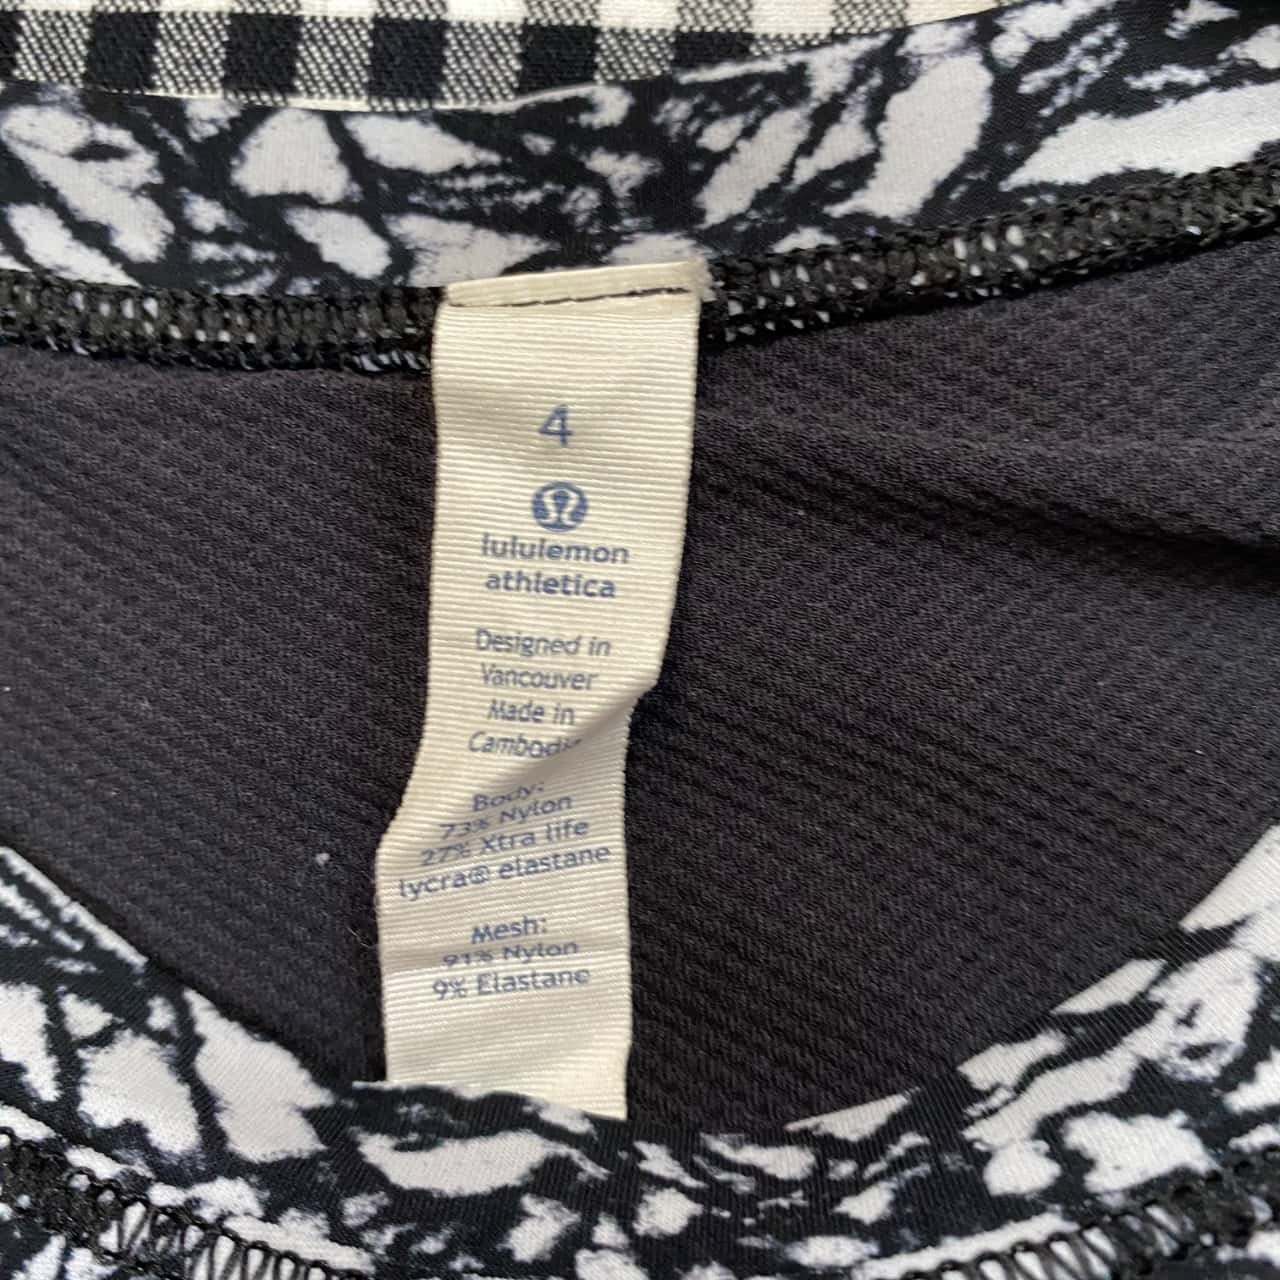 4
lululemon
athletica
Designed in
Vancouver
Made in
Body:
73% Nylon
27% Xtra life
lycra® elastane
Mesh:
91% Nylon
9% Elastane